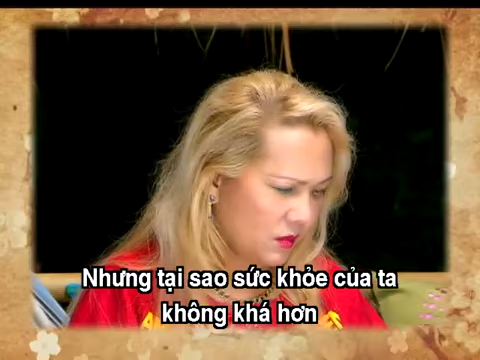 Nhưng tại sao sức khỏe của ta
không khá hơn